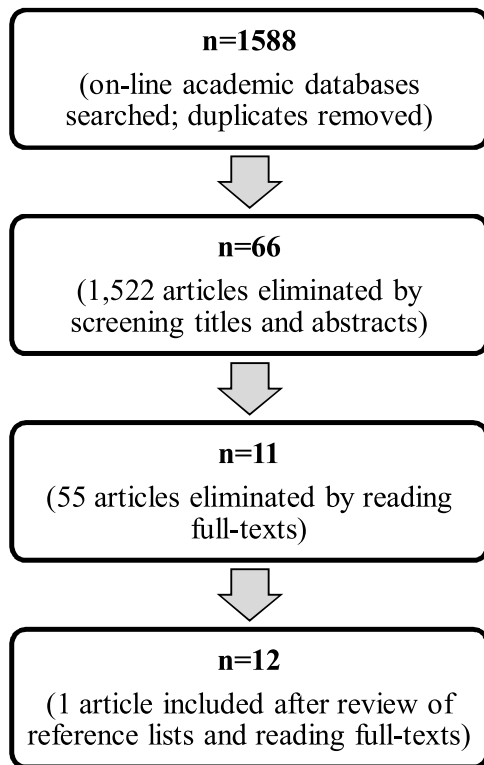 n=1588
(on-line academic databases
searched; duplicates removed)
n=66
(1,522 articles eliminated by
screening titles and abstracts)
n=11
(55 articles eliminated by reading
full-texts)
n=12
(1 article included after review of
reference lists and reading full-texts)